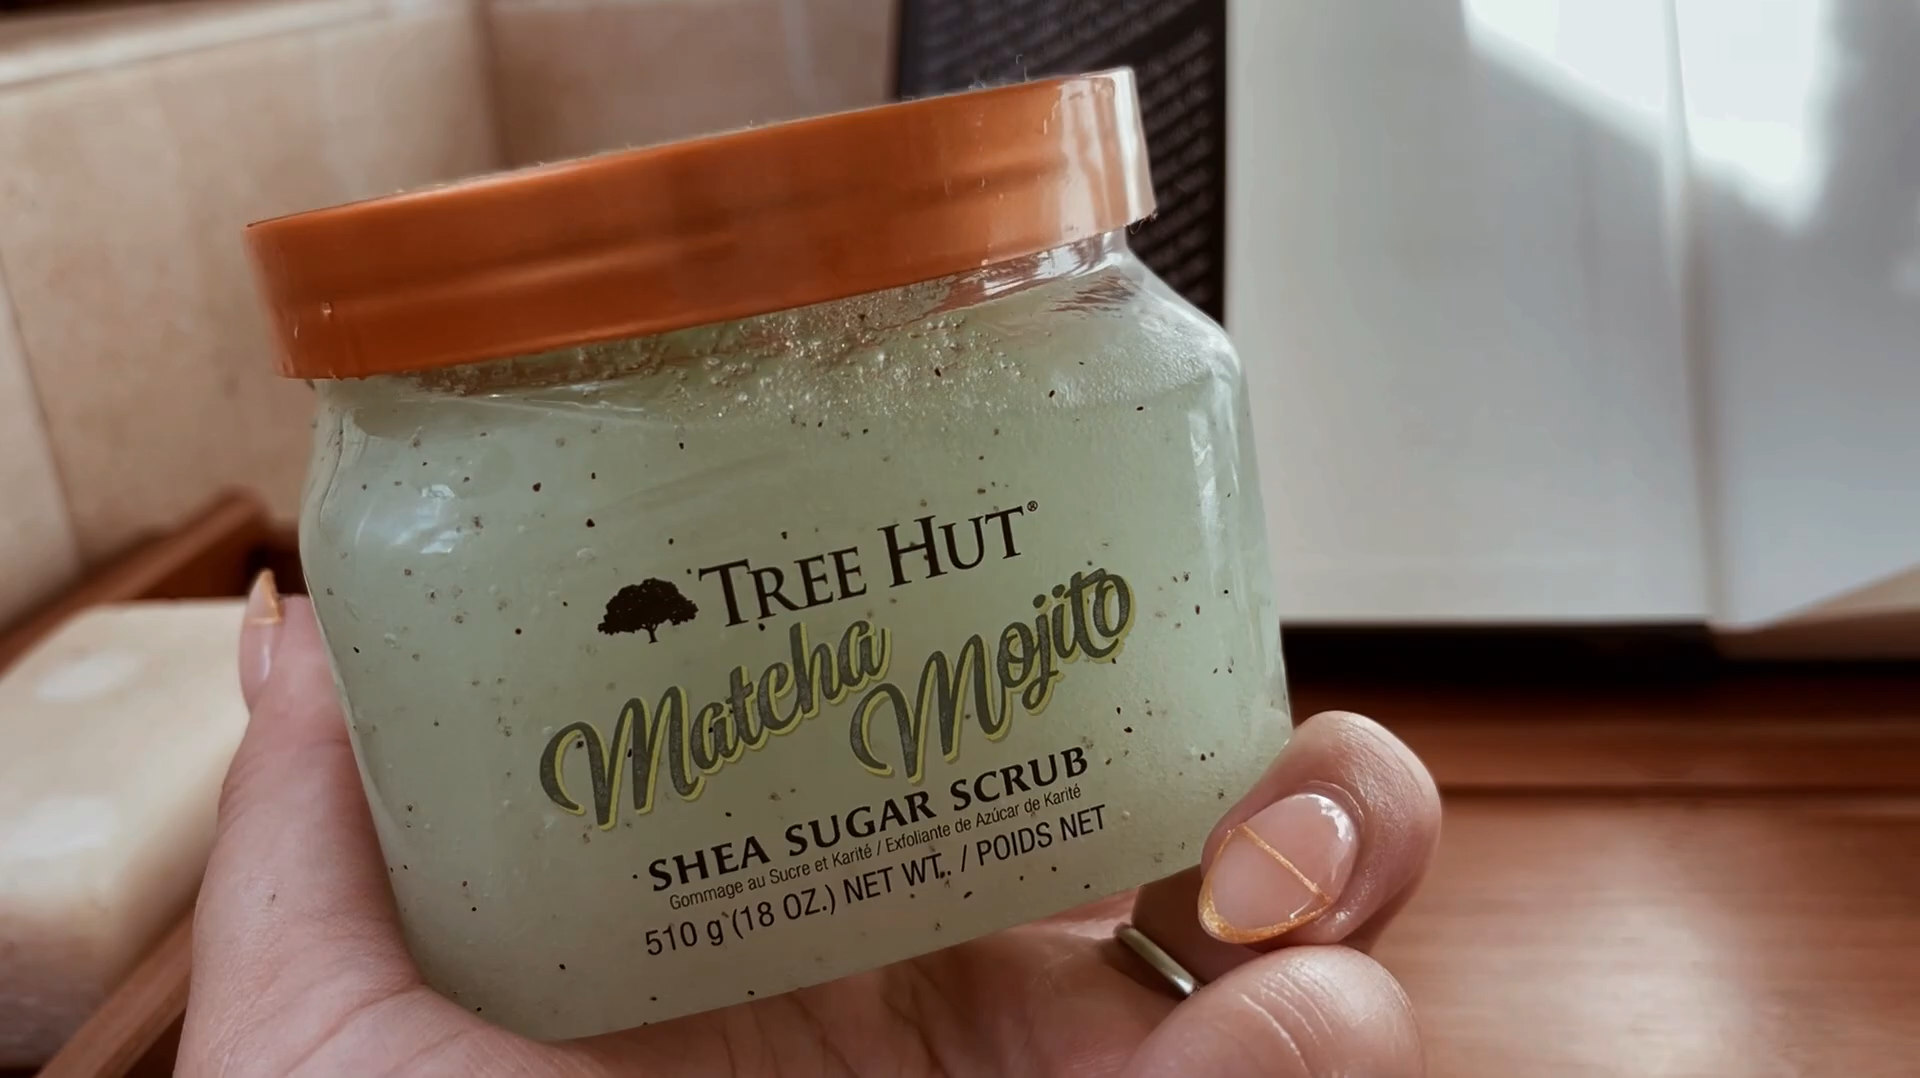 TREE HUT®
Matcha
Mojito
SHEA SUGAR SCRUB
Gommage au Sucre et Karité / Exfoliante de Azúcar de Karité
510 g (18 OZ.) NET WT. / POIDS NET